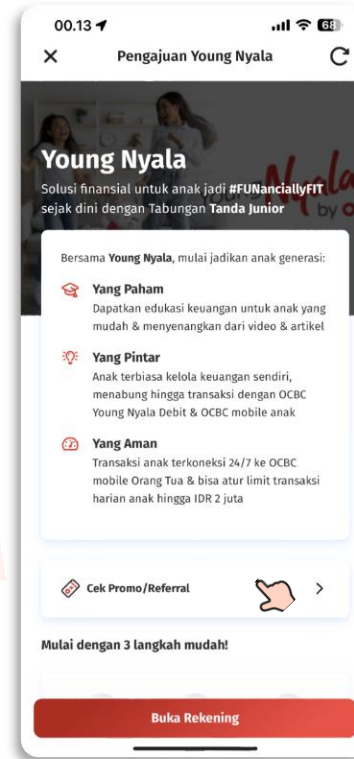 00.13
68
Pengajuan Young Nyala
Young Nyala
Solusi finansial untuk anak jadi #FUNanciallyFIT
sejak dini dengan Tabungan Tanda Junior
by
Bersama Young Nyala, mulai jadikan anak generasi:
Yang Paham
Dapatkan edukasi keuangan untuk anak yang
mudah & menyenangkan dari video & artikel
Yang Pintar
Anak terbiasa kelola keuangan sendiri,
menabung hingga transaksi dengan OCBC
Young Nyala Debit & OCBC mobile anak
Yang Aman
Transaksi anak terkoneksi 24/7 ke OCBC
mobile Orang Tua & bisa atur limit transaksi
harian anak hingga IDR 2 juta
Cek Promo/Referral
Mulai dengan 3 langkah mudah!
Buka Rekening